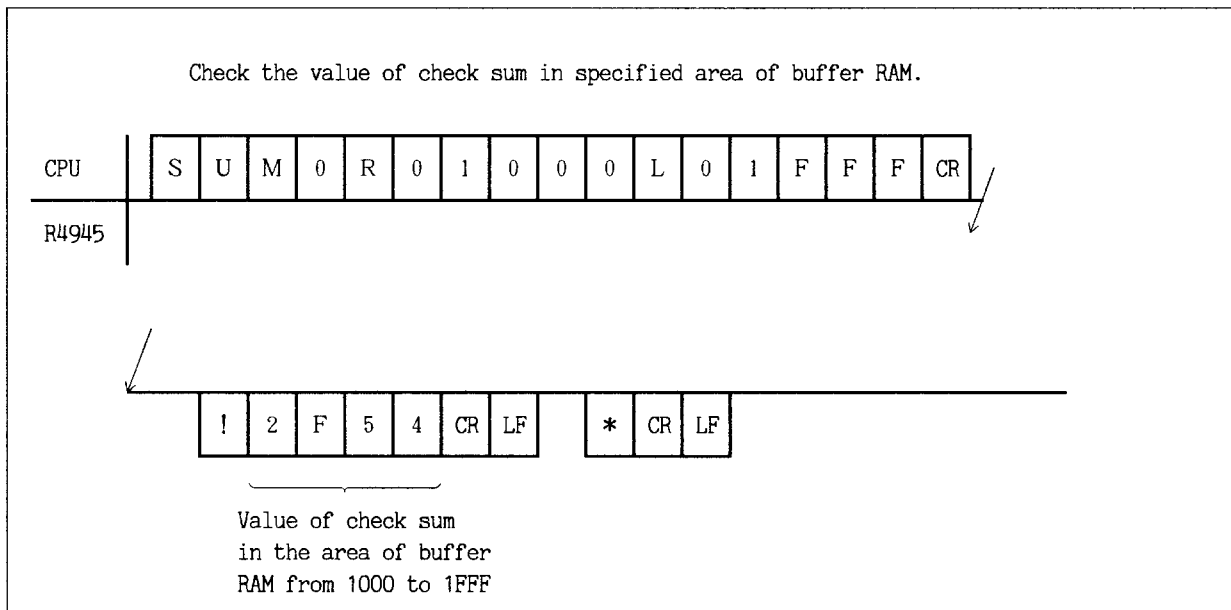 Check the value of check sum in specified area of buffer RAM.
CPU S U M 0 R 0 1 0 0 0 L 0 1 F F F CR
R4945
! 2 F 5 4 CR LF * CR LF
Value of check sum
in the area of buffer
RAM from 1000 to 1FFF